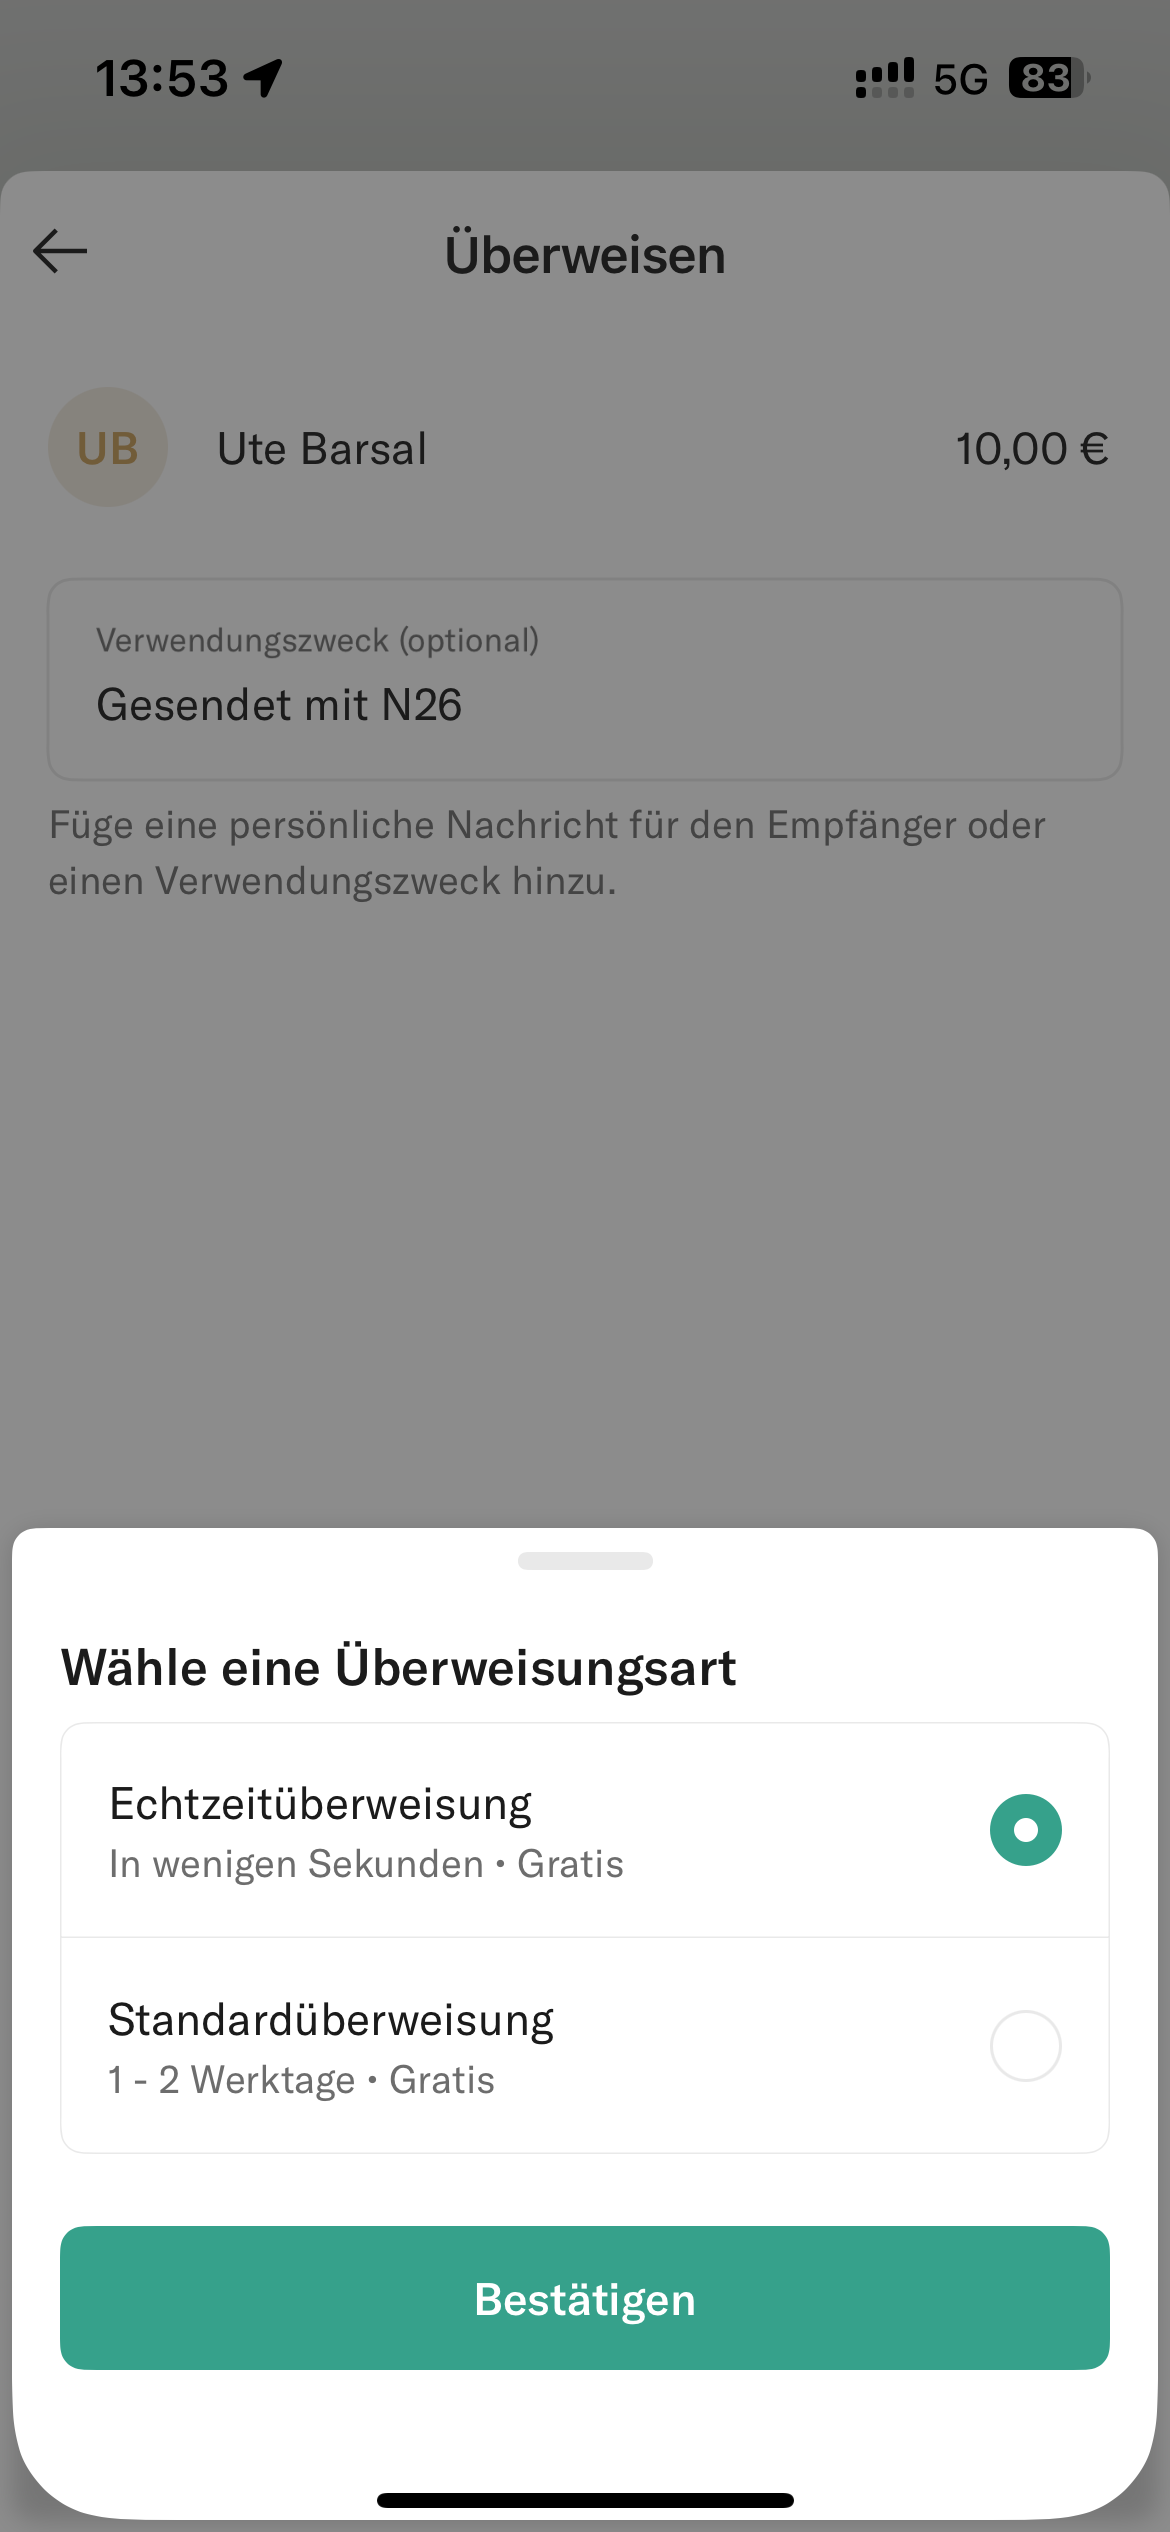 13:53 5G 83
Überweisen
UB Ute Barsal 10,00 €
Verwendungszweck (optional)
Gesendet mit N26
Füge eine persönliche Nachricht für den Empfänger oder
einen Verwendungszweck hinzu.
Wähle eine Überweisungsart
Echtzeitüberweisung
In wenigen Sekunden • Gratis
Standardüberweisung
1 - 2 Werktage • Gratis
Bestätigen